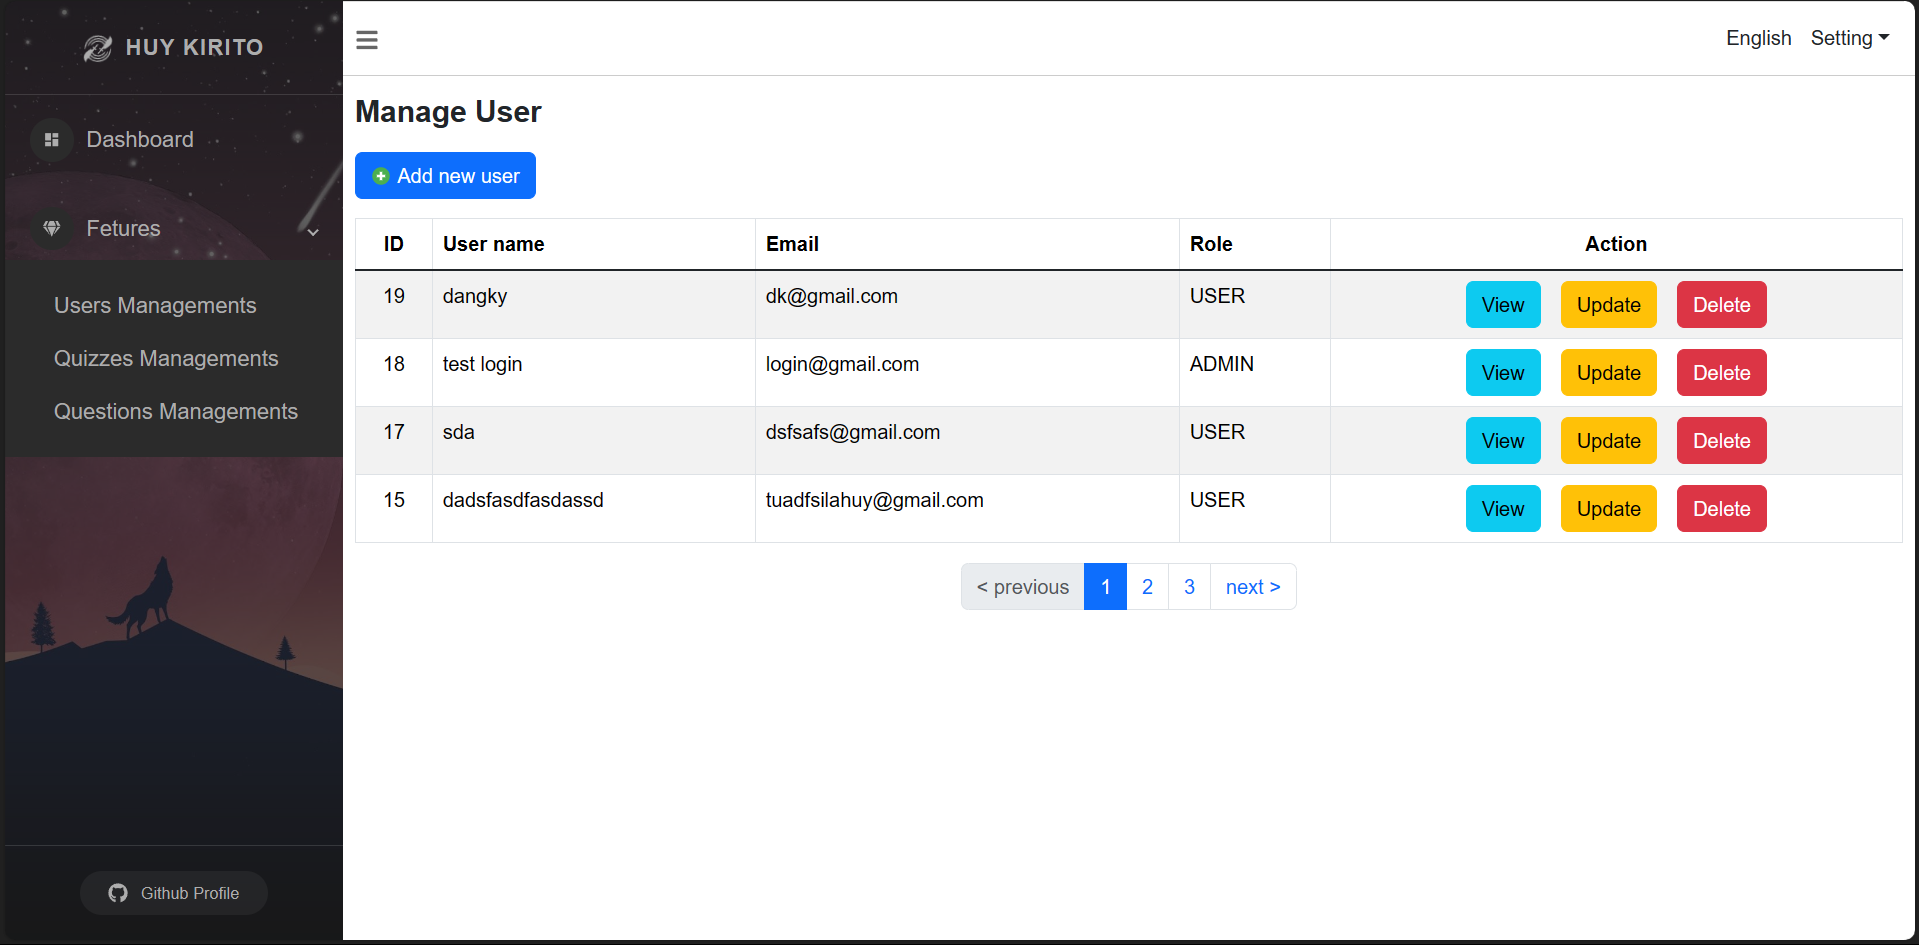 HUY KIRITO
Dashboard
Fetures
Users Managements
Quizzes Managements
Questions Managements
Github Profile
English Setting
Manage User
Add new user
ID User name Email Role Action
19 dangky dk@gmail.com USER View Update Delete
18 test login login@gmail.com ADMIN View Update Delete
17 sda dsfsafs@gmail.com USER View Update Delete
15 dadsfasdfasdassd tuadfsilahuy@gmail.com USER View Update Delete
< previous 1 2 3 next >